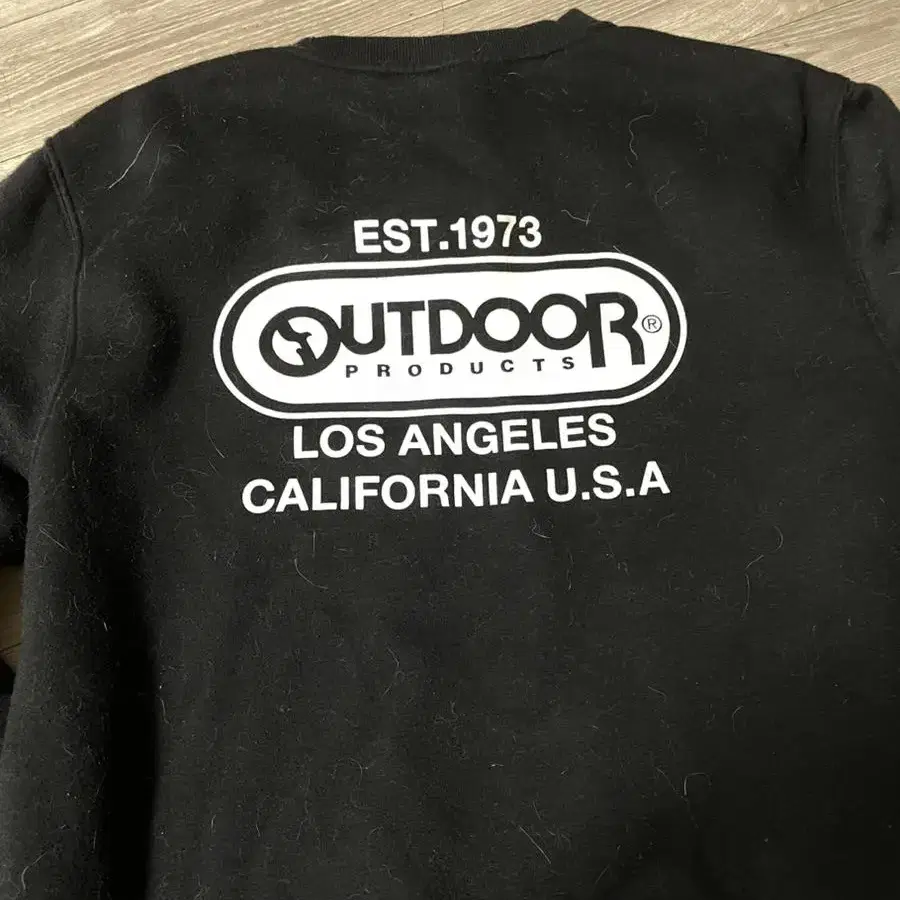 EST.1973
OUTDOOR®
PRODUCTS
LOS ANGELES
CALIFORNIA U.S.A